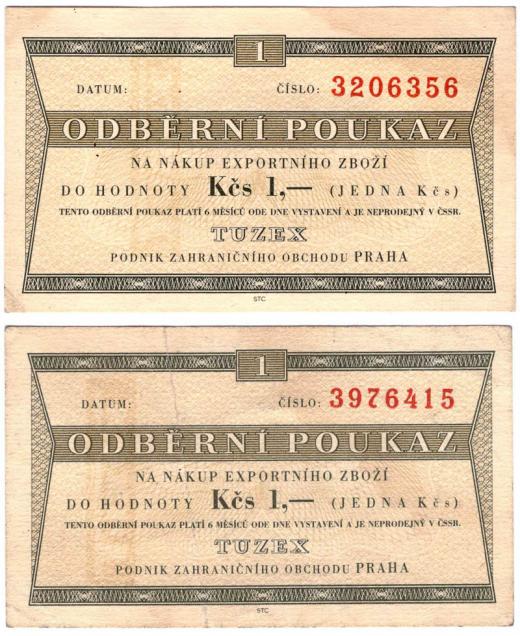 1
DATUM: ČÍSLO: 3206356
ODBĚRNÍ POUKAZ
NA NÁKUP EXPORTNÍHO ZBOŽÍ
DO HODNOTY Kčs 1,— (JEDNA Kčs)
TENTO ODBĚRNÍ POUKAZ PLATÍ 6 MĚSÍCŮ ODE DNE VYSTAVENÍ A JE NEPRODEJNÝ V ČSSR.
TUZEX
PODNIK ZAHRANIČNÍHO OBCHODU PRAHA
STC
1
DATUM: ČÍSLO: 3976415
ODBĚRNÍ POUKAZ
NA NÁKUP EXPORTNÍHO ZBOŽÍ
DO HODNOTY Kčs 1,— (JEDNA Kčs)
TENTO ODBĚRNÍ POUKAZ PLATÍ 6 MĚSÍCŮ ODE DNE VYSTAVENÍ A JE NEPRODEJNÝ V ČSSR.
TUZEX
PODNIK ZAHRANIČNÍHO OBCHODU PRAHA
STC